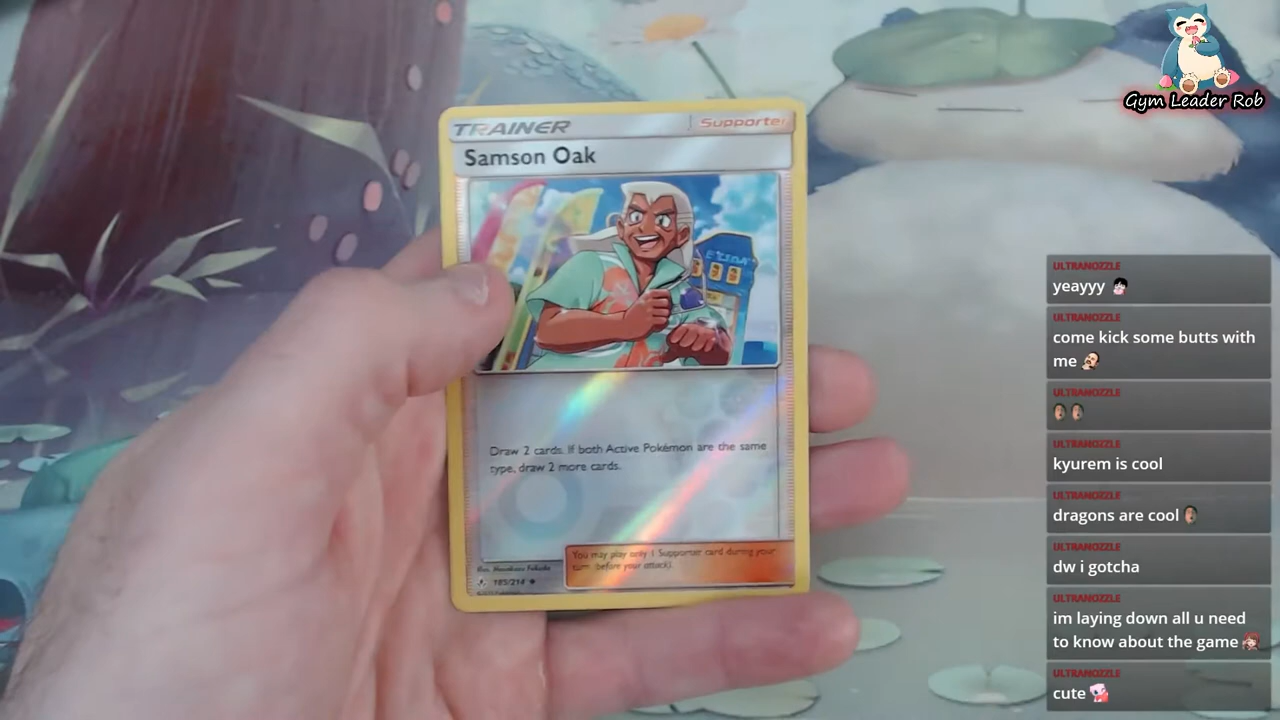 Gym Leader Rob
TRAINER
Supporter
Samson Oak
Draw 2 cards. If both Active Pokémon are the same
type, draw 2 more cards.
You may play only 1 Supporter card during your
turn (before your attack).
185/214
ULTRANOZZLE
yeayyy
ULTRANOZZLE
come kick some butts with
me
ULTRANOZZLE
ULTRANOZZLE
kyurem is cool
ULTRANOZZLE
dragons are cool
ULTRANOZZLE
dw i gotcha
ULTRANOZZLE
im laying down all u need
to know about the game
ULTRANOZZLE
cute